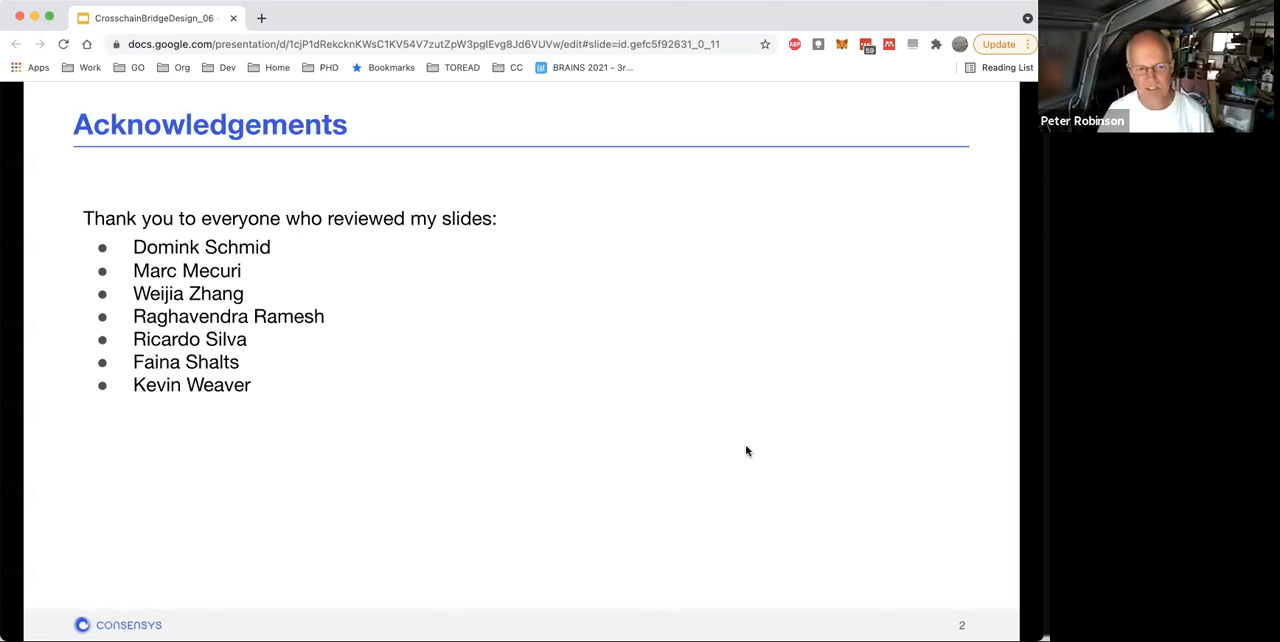 CrosschainBridgeDesign_06
docs.google.com/presentation/d/1cjP1dRekcknKWsC1KV54V7zutZpW3pglEvg8Jd6VUVw/edit#slide=id.gefc5f92631_0_11
ABP
59
Update
Apps
Work
GO
Org
Dev
Home
PHD
Bookmarks
TOREAD
CC
BRAINS 2021 - 3r...
Reading List
Peter Robinson
Acknowledgements
Thank you to everyone who reviewed my slides:
● Domink Schmid
● Marc Mecuri
● Weijia Zhang
● Raghavendra Ramesh
● Ricardo Silva
● Faina Shalts
● Kevin Weaver
CONSENSYS
2